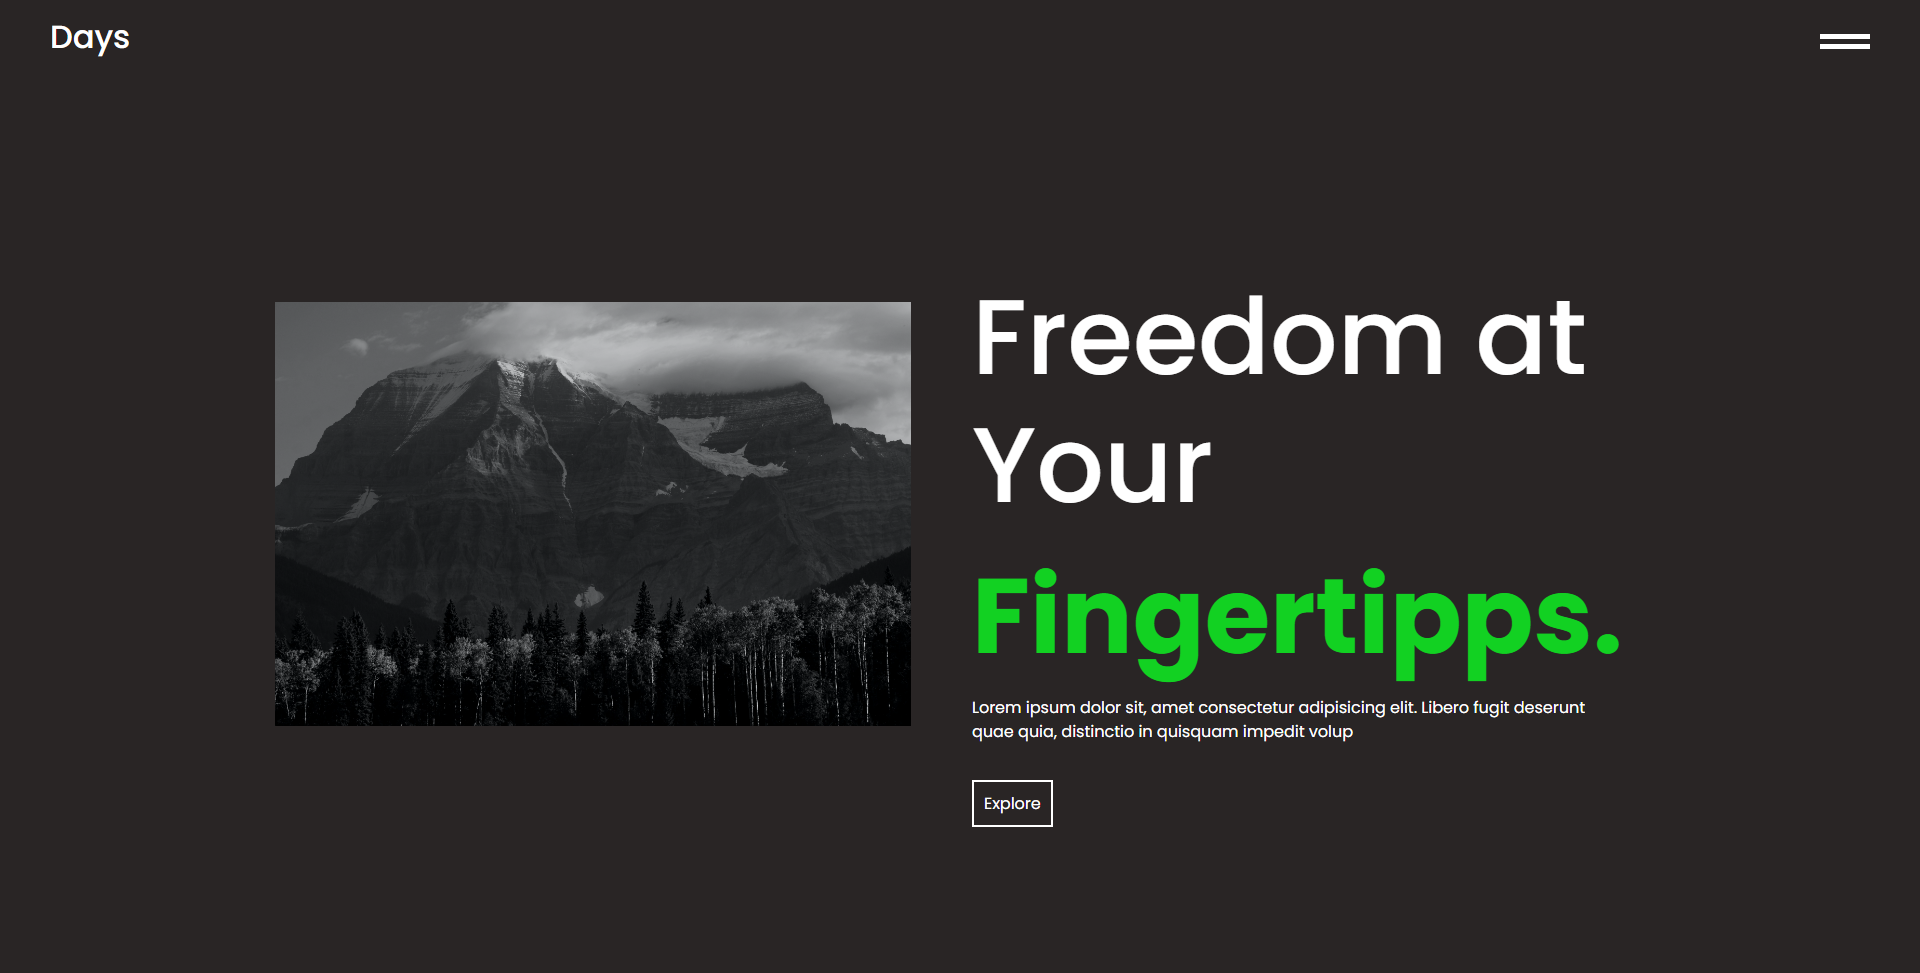 Days
Freedom at
Your
Fingertipps.
Lorem ipsum dolor sit, amet consectetur adipisicing elit. Libero fugit deserunt
quae quia, distinctio in quisquam impedit volup
Explore